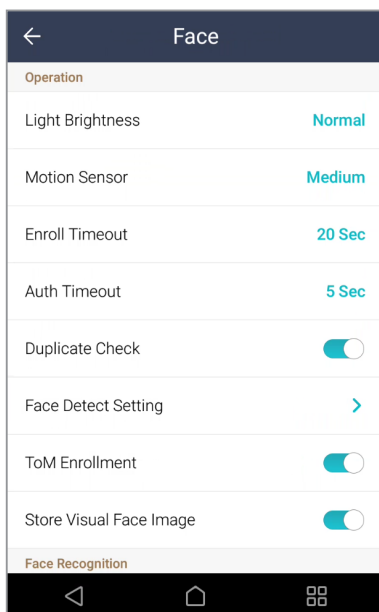 Face
Operation
Light Brightness Normal
Motion Sensor Medium
Enroll Timeout 20 Sec
Auth Timeout 5 Sec
Duplicate Check
Face Detect Setting
ToM Enrollment
Store Visual Face Image
Face Recognition